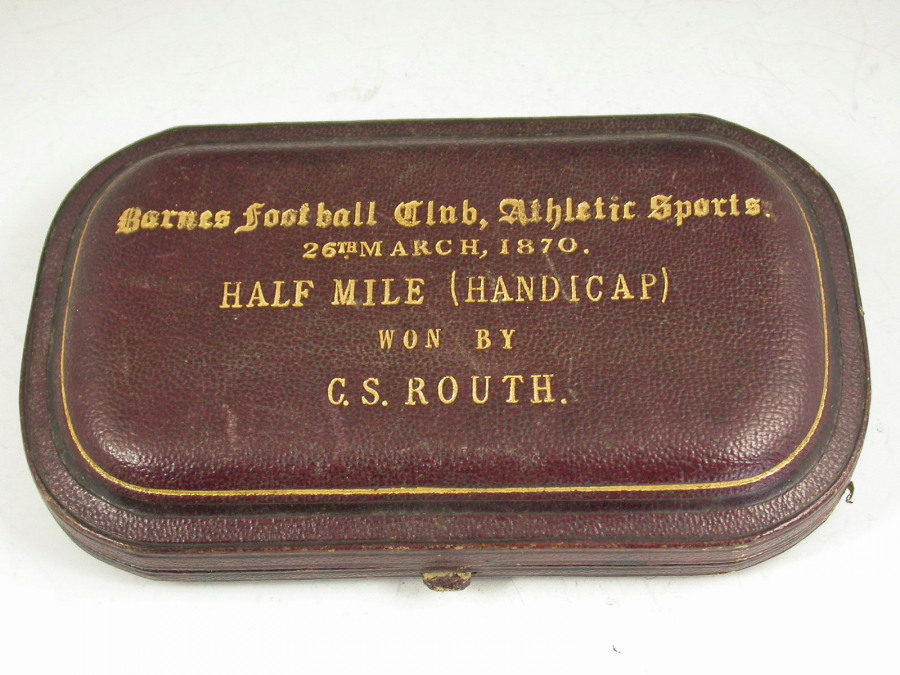 Barnes Football Club, Athletic Sports.
26TH MARCH, 1870.
HALF MILE (HANDICAP)
WON BY
C. S. ROUTH.